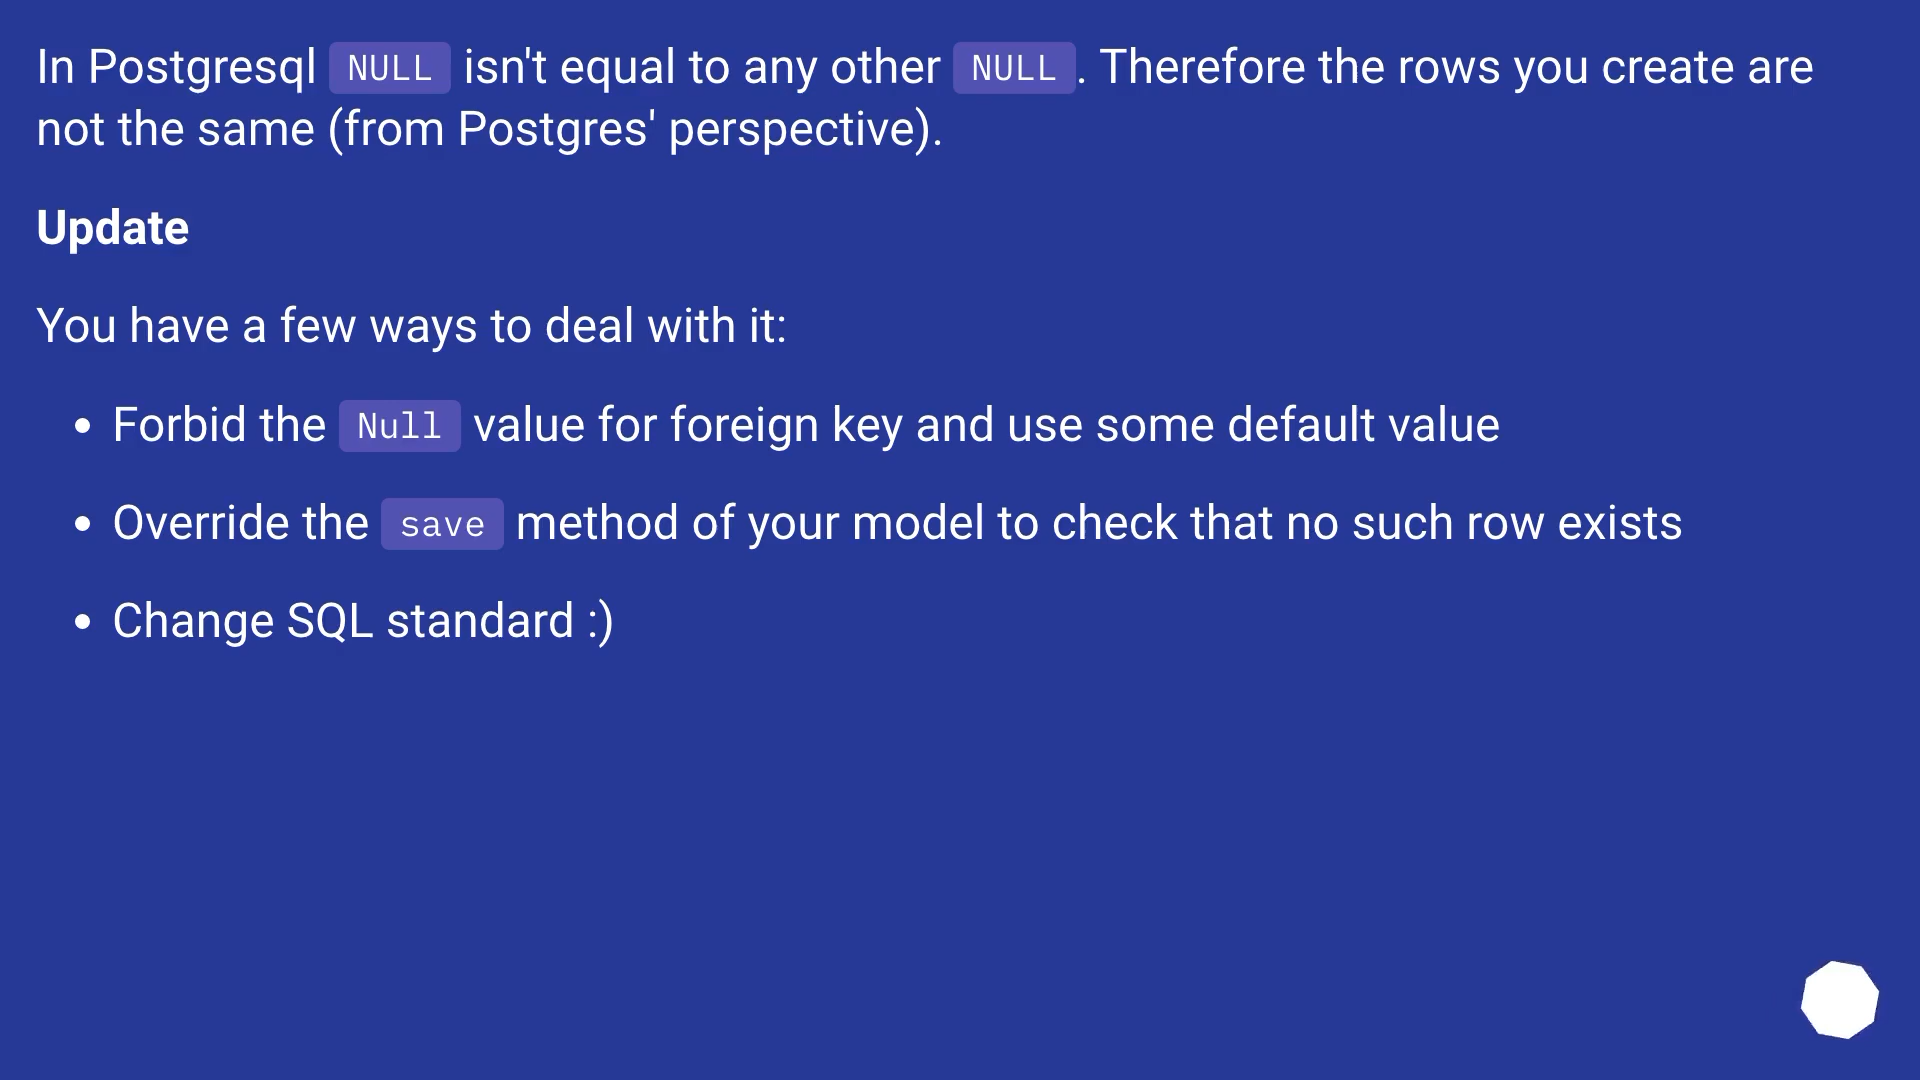 In Postgresql NULL isn't equal to any other NULL. Therefore the rows you create are
not the same (from Postgres' perspective).
Update
You have a few ways to deal with it:
• Forbid the Null value for foreign key and use some default value
• Override the save method of your model to check that no such row exists
• Change SQL standard :)